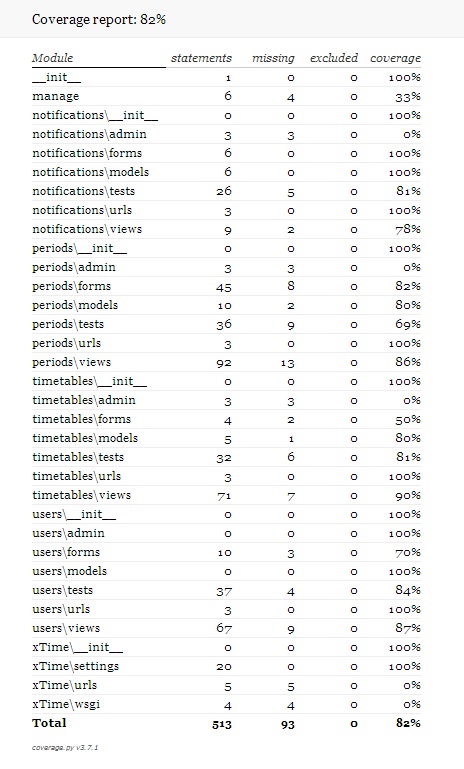 Coverage report: 82%
Module statements missing excluded coverage
__init__ 1 0 0 100%
manage 6 4 0 33%
notifications\__init__ 0 0 0 100%
notifications\admin 3 3 0 0%
notifications\forms 6 0 0 100%
notifications\models 6 0 0 100%
notifications\tests 26 5 0 81%
notifications\urls 3 0 0 100%
notifications\views 9 2 0 78%
periods\__init__ 0 0 0 100%
periods\admin 3 3 0 0%
periods\forms 45 8 0 82%
periods\models 10 2 0 80%
periods\tests 36 9 0 69%
periods\urls 3 0 0 100%
periods\views 92 13 0 86%
timetables\__init__ 0 0 0 100%
timetables\admin 3 3 0 0%
timetables\forms 4 2 0 50%
timetables\models 5 1 0 80%
timetables\tests 32 6 0 81%
timetables\urls 3 0 0 100%
timetables\views 71 7 0 90%
users\__init__ 0 0 0 100%
users\admin 0 0 0 100%
users\forms 10 3 0 70%
users\models 0 0 0 100%
users\tests 37 4 0 84%
users\urls 3 0 0 100%
users\views 67 9 0 87%
xTime\__init__ 0 0 0 100%
xTime\settings 20 0 0 100%
xTime\urls 5 5 0 0%
xTime\wsgi 4 4 0 0%
Total 513 93 0 82%
coverage.py v3.7.1